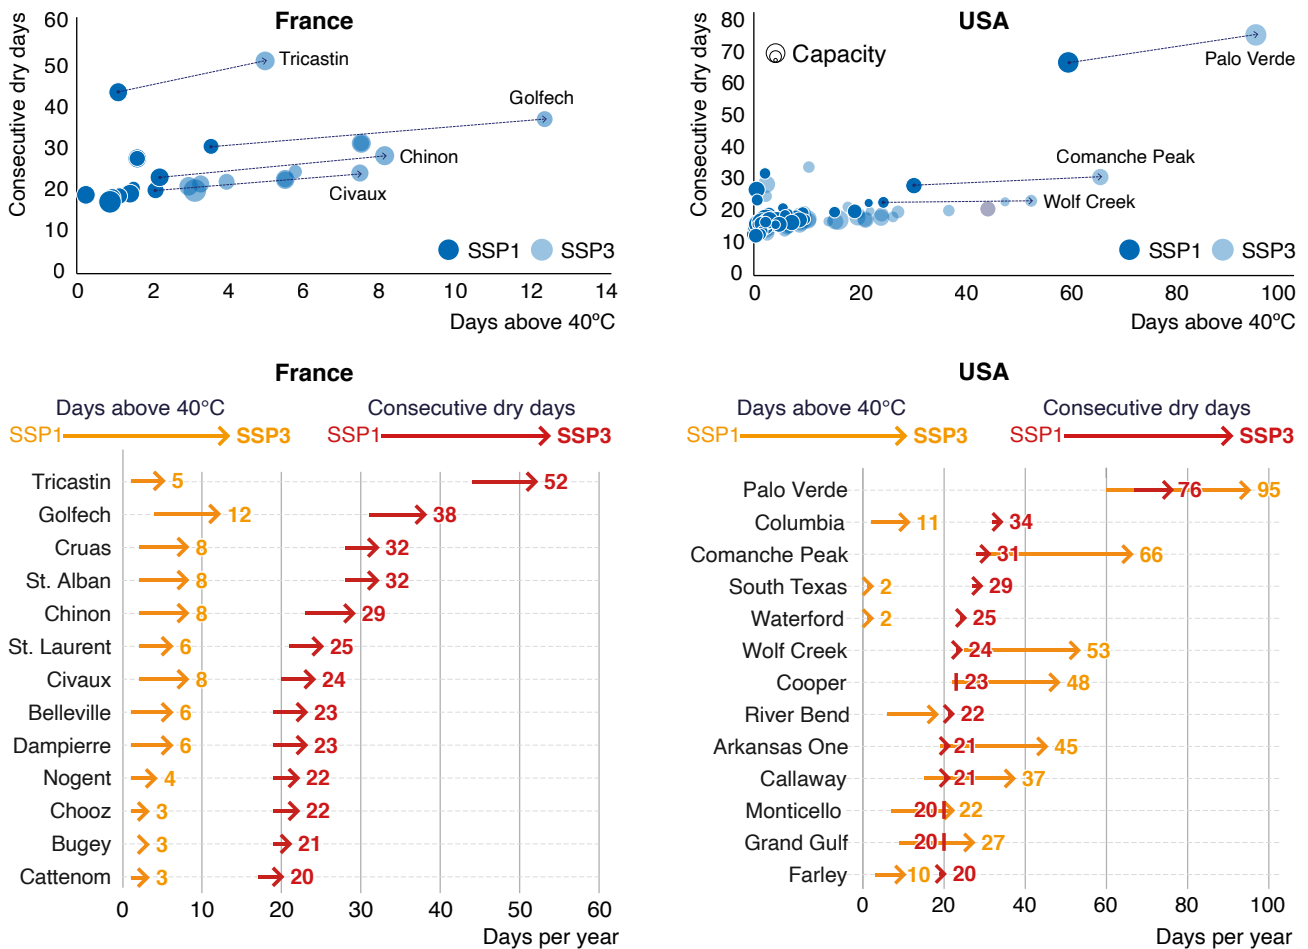 France
Consecutive dry days
60
50
40
30
20
10
0
Tricastin
Golfech
Chinon
Civaux
SSP1
SSP3
0
2
4
6
8
10
12
14
Days above 40ºC
USA
Consecutive dry days
80
70
60
50
40
30
20
10
0
Capacity
Palo Verde
Comanche Peak
Wolf Creek
SSP1
SSP3
0
20
40
60
80
100
Days above 40ºC
France
Days above 40°C
Consecutive dry days
SSP1
SSP3
SSP1
SSP3
Tricastin 5 52
Golfech 12 38
Cruas 8 32
St. Alban 8 32
Chinon 8 29
St. Laurent 6 25
Civaux 8 24
Belleville 6 23
Dampierre 6 23
Nogent 4 22
Chooz 3 22
Bugey 3 21
Cattenom 3 20
0 10 20 30 40 50 60
Days per year
USA
Days above 40°C
Consecutive dry days
SSP1
SSP3
SSP1
SSP3
Palo Verde 76 95
Columbia 11 34
Comanche Peak 31 66
South Texas 2 29
Waterford 2 25
Wolf Creek 24 53
Cooper 23 48
River Bend 22
Arkansas One 21 45
Callaway 21 37
Monticello 20 22
Grand Gulf 20 27
Farley 10 20
0 20 40 60 80 100
Days per year